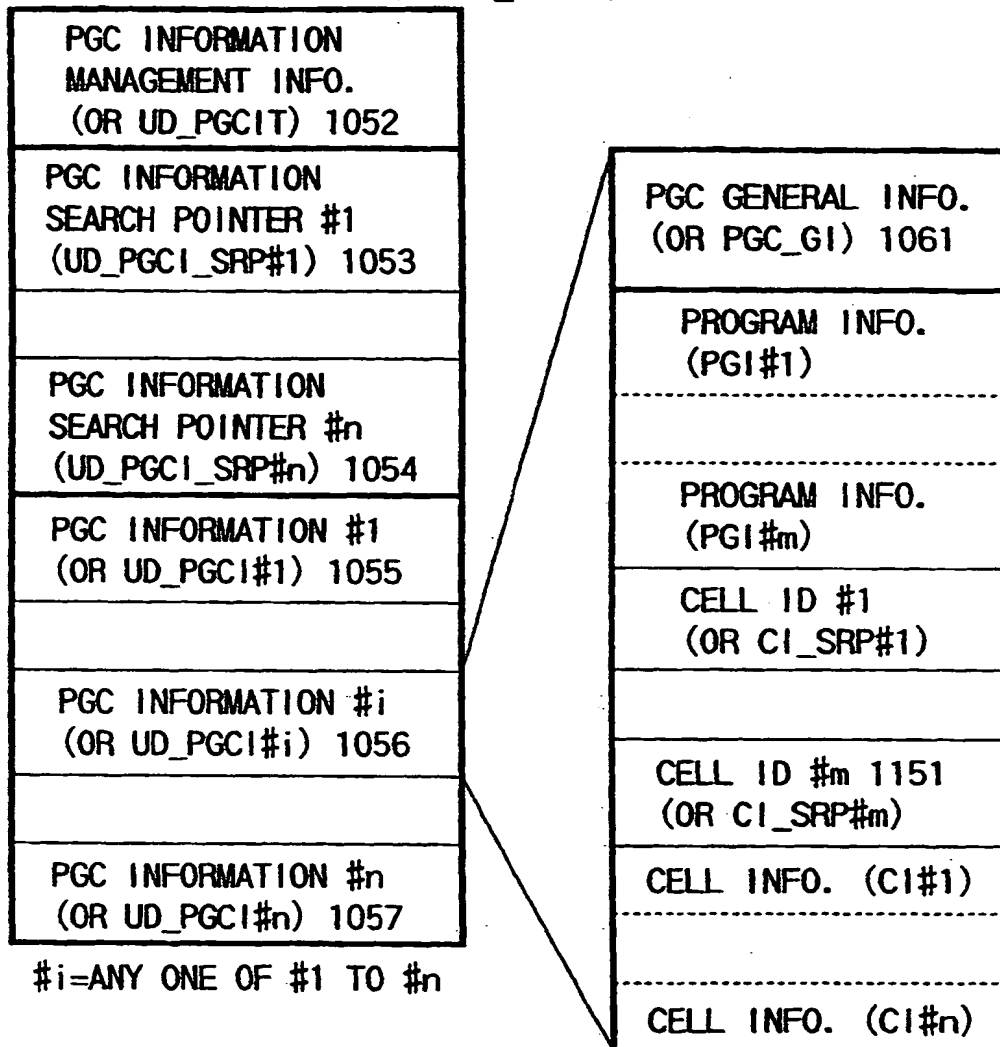 PGC INFORMATION
MANAGEMENT INFO.
(OR UD_PGCIT) 1052
PGC INFORMATION
SEARCH POINTER #1
(UD_PGCI_SRP#1) 1053
PGC INFORMATION
SEARCH POINTER #n
(UD_PGCI_SRP#n) 1054
PGC INFORMATION #1
(OR UD_PGCI#1) 1055
PGC INFORMATION #i
(OR UD_PGCI#i) 1056
PGC INFORMATION #n
(OR UD_PGCI#n) 1057
#i=ANY ONE OF #1 TO #n
PGC GENERAL INFO.
(OR PGC_GI) 1061
PROGRAM INFO.
(PGI#1)
PROGRAM INFO.
(PGI#m)
CELL ID #1
(OR CI_SRP#1)
CELL ID #m 1151
(OR CI_SRP#m)
CELL INFO. (CI#1)
CELL INFO. (CI#n)